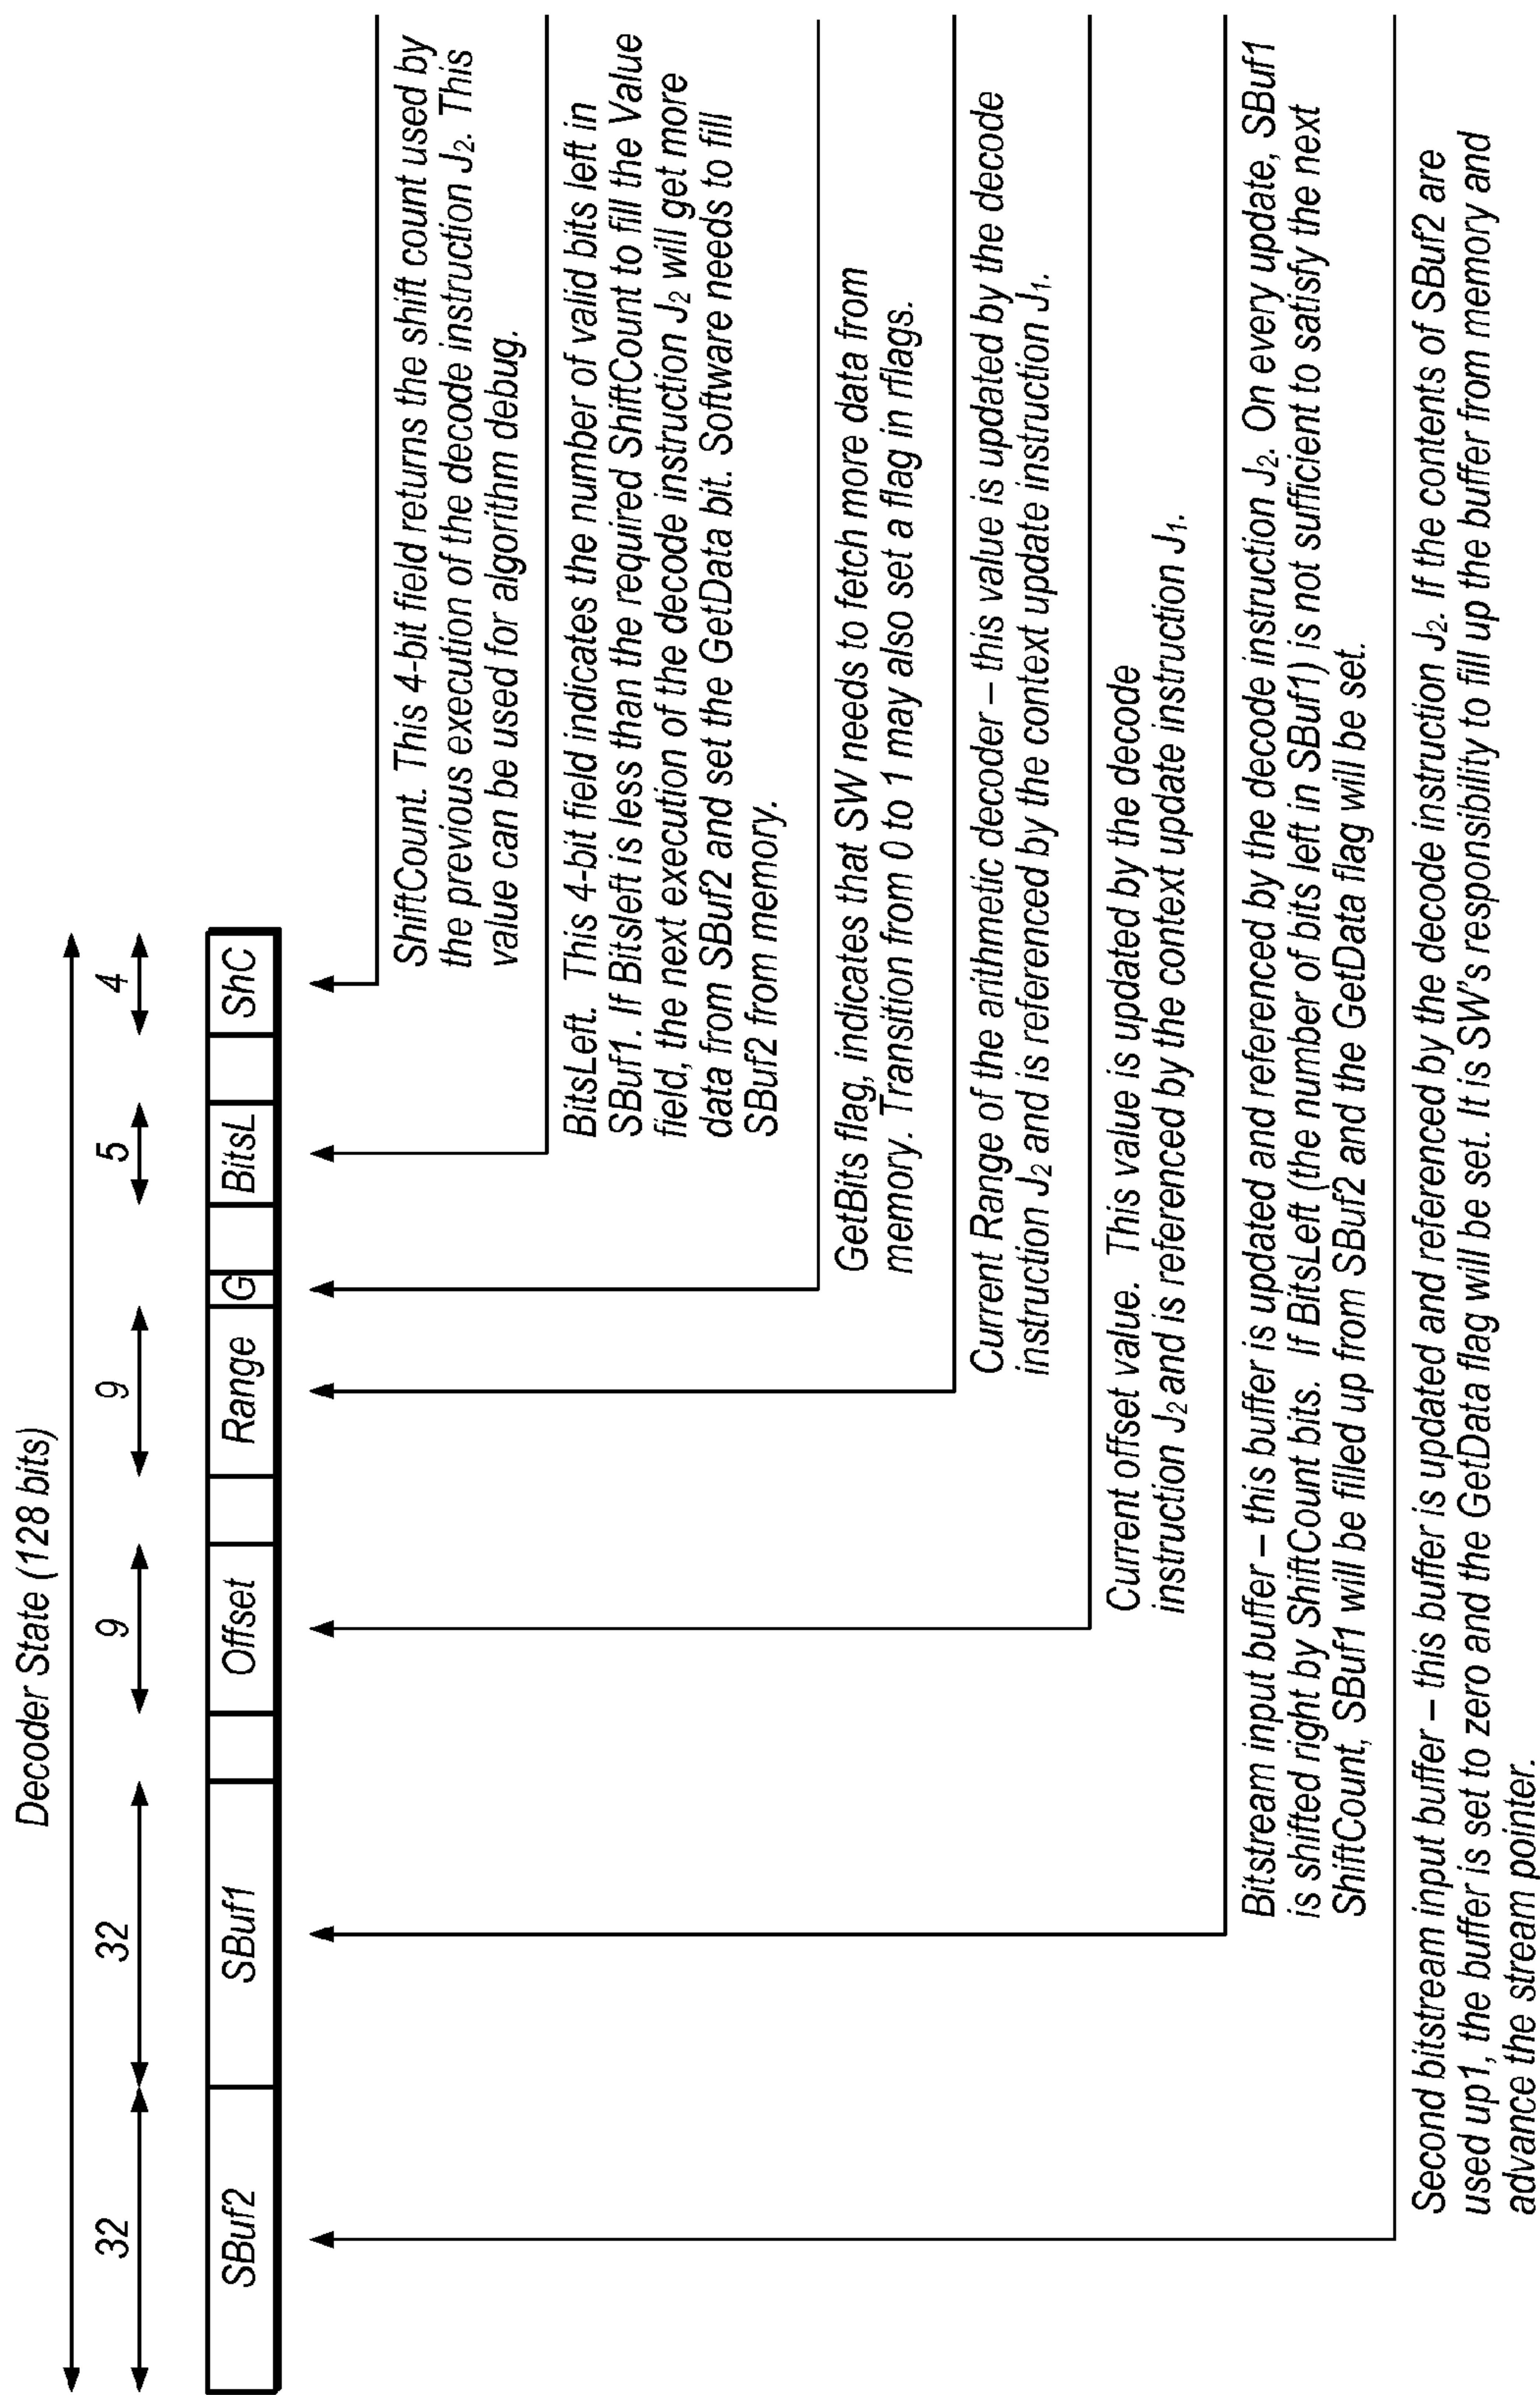 Decoder State (128 bits)
32
32
9
9
5
4
SBuf2
SBuf1
Offset
Range
G
BitsL
ShC
ShiftCount. This 4-bit field returns the shift count used by
the previous execution of the decode instruction J₂. This
value can be used for algorithm debug.
BitsLeft. This 4-bit field indicates the number of valid bits left in
SBuf1. If Bitsleft is less than the required ShiftCount to fill the Value
field, the next execution of the decode instruction J₂ will get more
data from SBuf2 and set the GetData bit. Software needs to fill
SBuf2 from memory.
GetBits flag, indicates that SW needs to fetch more data from
memory. Transition from 0 to 1 may also set a flag in rflags.
Current Range of the arithmetic decoder – this value is updated by the decode
instruction J₂ and is referenced by the context update instruction J₁.
Current offset value. This value is updated by the decode
instruction J₂ and is referenced by the context update instruction J₁.
Bitstream input buffer – this buffer is updated and referenced by the decode instruction J₂. On every update, SBuf1
is shifted right by ShiftCount bits. If BitsLeft (the number of bits left in SBuf1) is not sufficient to satisfy the next
ShiftCount, SBuf1 will be filled up from SBuf2 and the GetData flag will be set.
Second bitstream input buffer – this buffer is updated and referenced by the decode instruction J₂. If the contents of SBuf2 are
used up1, the buffer is set to zero and the GetData flag will be set. It is SW's responsibility to fill up the buffer from memory and
advance the stream pointer.